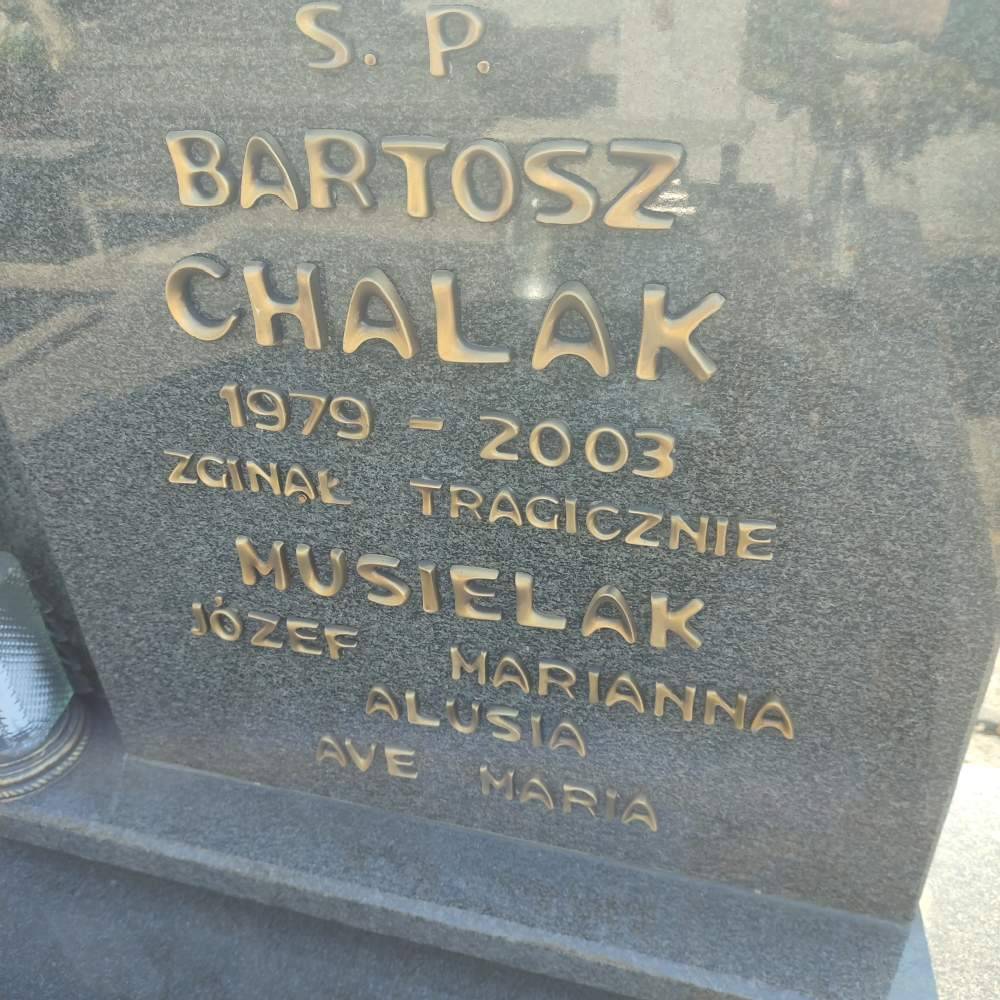 S. P.
BARTOSZ
CHALAK
1979 - 2003
ZGINĄŁ TRAGICZNIE
MUSIELAK
JÓZEF MARIANNA
ALUSIA
AVE MARIA